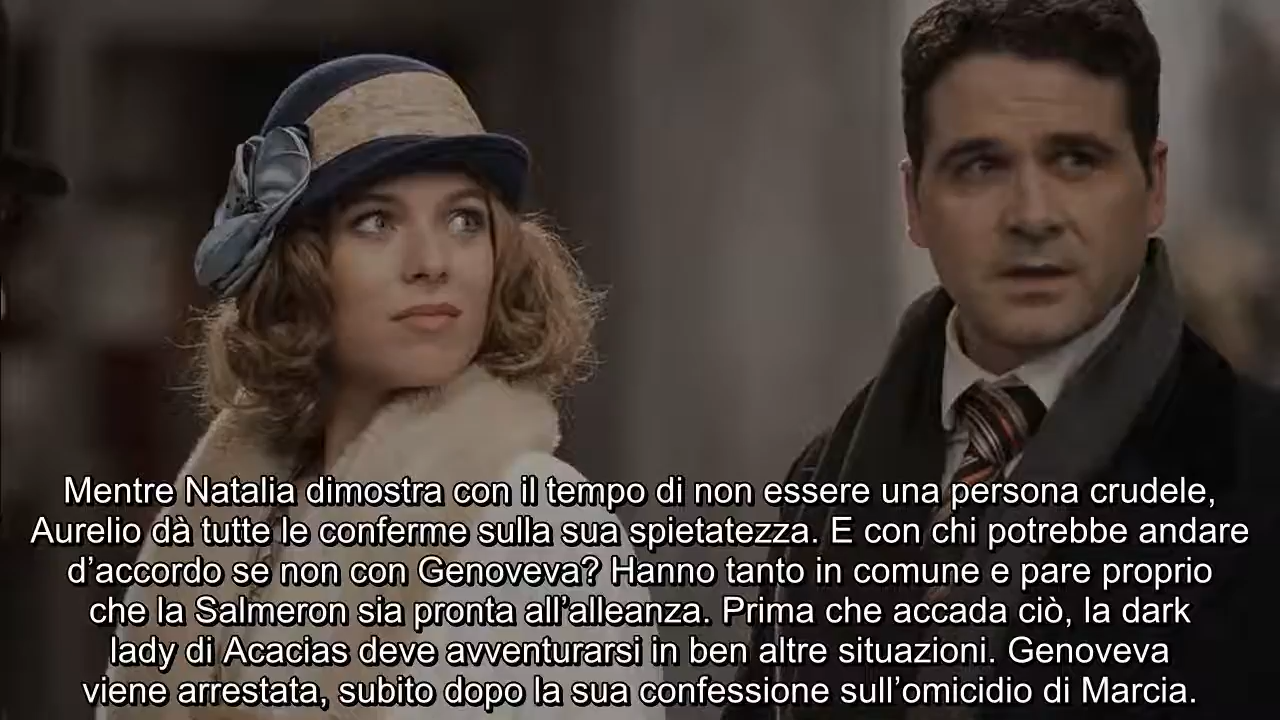 Mentre Natalia dimostra con il tempo di non essere una persona crudele,
Aurelio dà tutte le conferme sulla sua spietatezza. E con chi potrebbe andare
d’accordo se non con Genoveva? Hanno tanto in comune e pare proprio
che la Salmeron sia pronta all’alleanza. Prima che accada ciò, la dark
lady di Acacias deve avventurarsi in ben altre situazioni. Genoveva
viene arrestata, subito dopo la sua confessione sull’omicidio di Marcia.